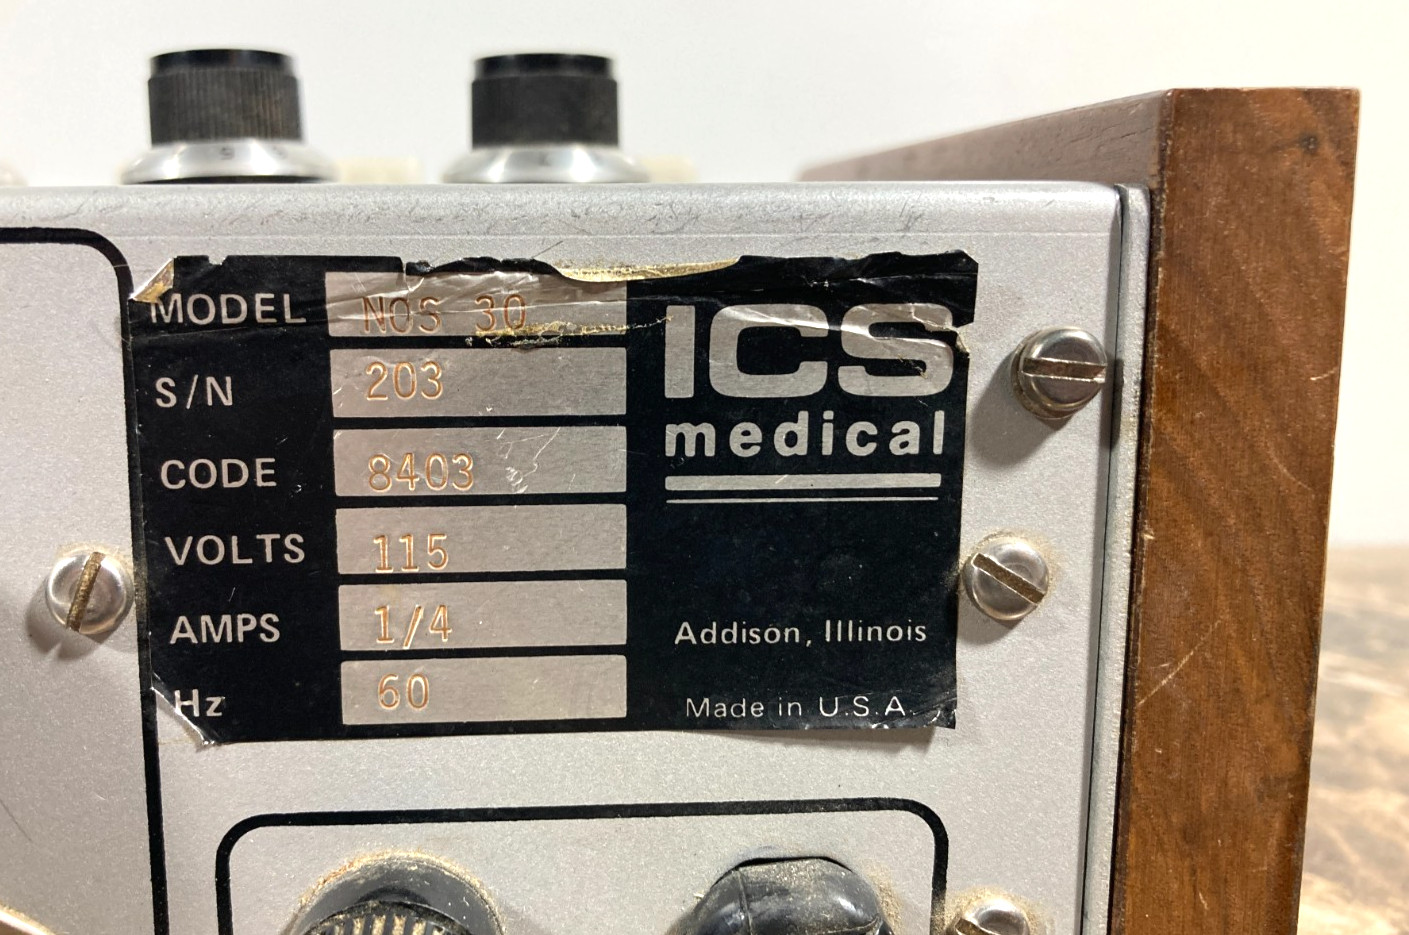 MODEL NOS 30
S/N 203
CODE 8403
VOLTS 115
AMPS 1/4
Hz 60
ICS
medical
Addison, Illinois
Made in U.S.A.